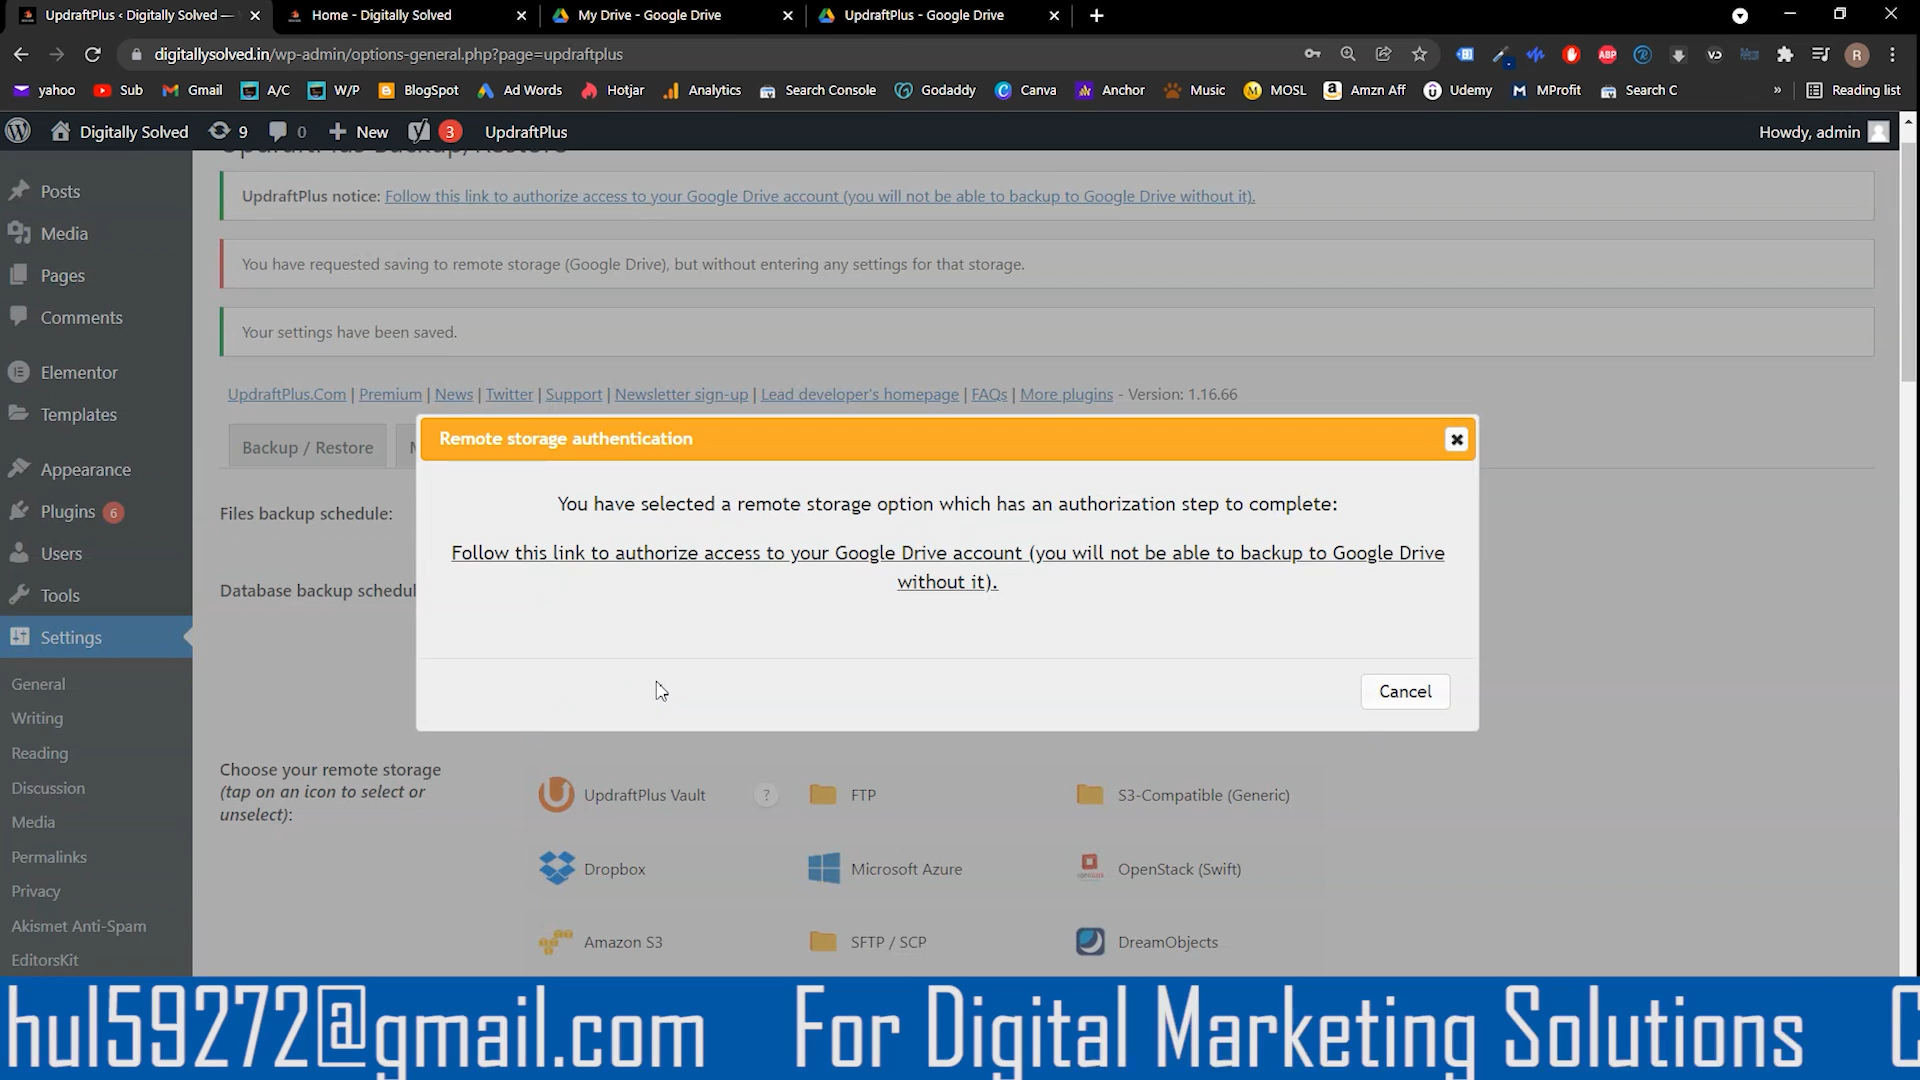 UpdraftPlus ‹ Digitally Solved —
Home - Digitally Solved
My Drive - Google Drive
UpdraftPlus - Google Drive
digitallysolved.in/wp-admin/options-general.php?page=updraftplus
yahoo Sub Gmail A/C W/P BlogSpot Ad Words Hotjar Analytics Search Console Godaddy Canva Anchor Music MOSL Amzn Aff Udemy MProfit Search C » Reading list
Digitally Solved 9 0 New 3 UpdraftPlus Howdy, admin
UpdraftPlus Backup/Restore
Posts
UpdraftPlus notice: Follow this link to authorize access to your Google Drive account (you will not be able to backup to Google Drive without it).
Media
You have requested saving to remote storage (Google Drive), but without entering any settings for that storage.
Pages
Comments
Your settings have been saved.
Elementor
UpdraftPlus.Com | Premium | News | Twitter | Support | Newsletter sign-up | Lead developer's homepage | FAQs | More plugins - Version: 1.16.66
Templates
Backup / Restore
Remote storage authentication
Appearance
You have selected a remote storage option which has an authorization step to complete:
Plugins 6
Files backup schedule:
Follow this link to authorize access to your Google Drive account (you will not be able to backup to Google Drive
without it).
Users
Tools
Database backup schedul
Settings
General
Cancel
Writing
Reading
Discussion
Media
Permalinks
Privacy
Akismet Anti-Spam
EditorsKit
Choose your remote storage
(tap on an icon to select or
unselect):
UpdraftPlus Vault ? FTP S3-Compatible (Generic)
Dropbox Microsoft Azure OpenStack (Swift)
Amazon S3 SFTP / SCP DreamObjects
hul59272@gmail.com For Digital Marketing Solutions C